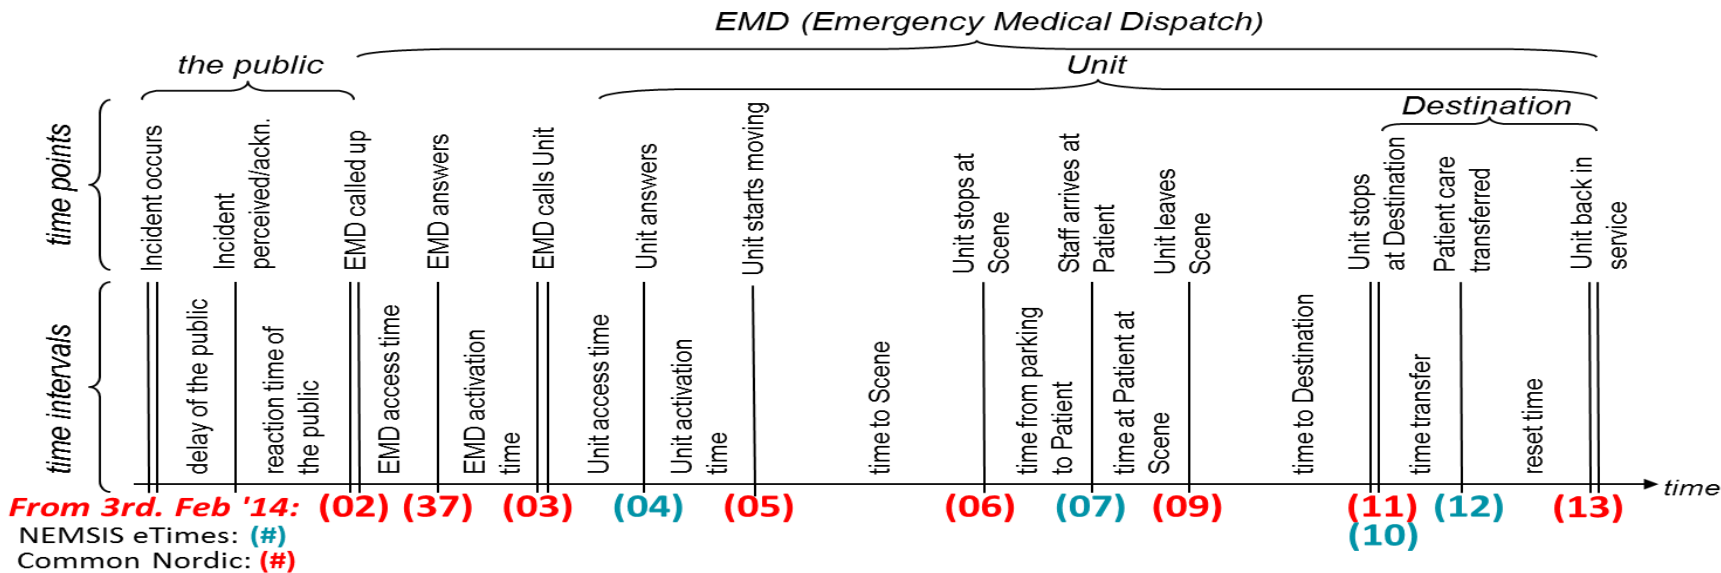 EMD (Emergency Medical Dispatch)
the public
Unit
Destination
time points
Incident occurs
Incident
perceived/ackn.
EMD called up
EMD answers
EMD calls Unit
Unit answers
Unit starts moving
Unit stops at
Scene
Staff arrives at
Patient
Unit leaves
Scene
Unit stops
at Destination
Patient care
transferred
Unit back in
service
time intervals
delay of the public
reaction time of
the public
EMD access time
EMD activation
time
Unit access time
Unit activation
time
time to Scene
time from parking
to Patient
time at Patient at
Scene
time to Destination
time transfer
reset time
time
From 3rd. Feb '14: (02) (37) (03) (04) (05) (06) (07) (09) (11) (12) (13)
NEMSIS eTimes: (#) (10)
Common Nordic: (#)